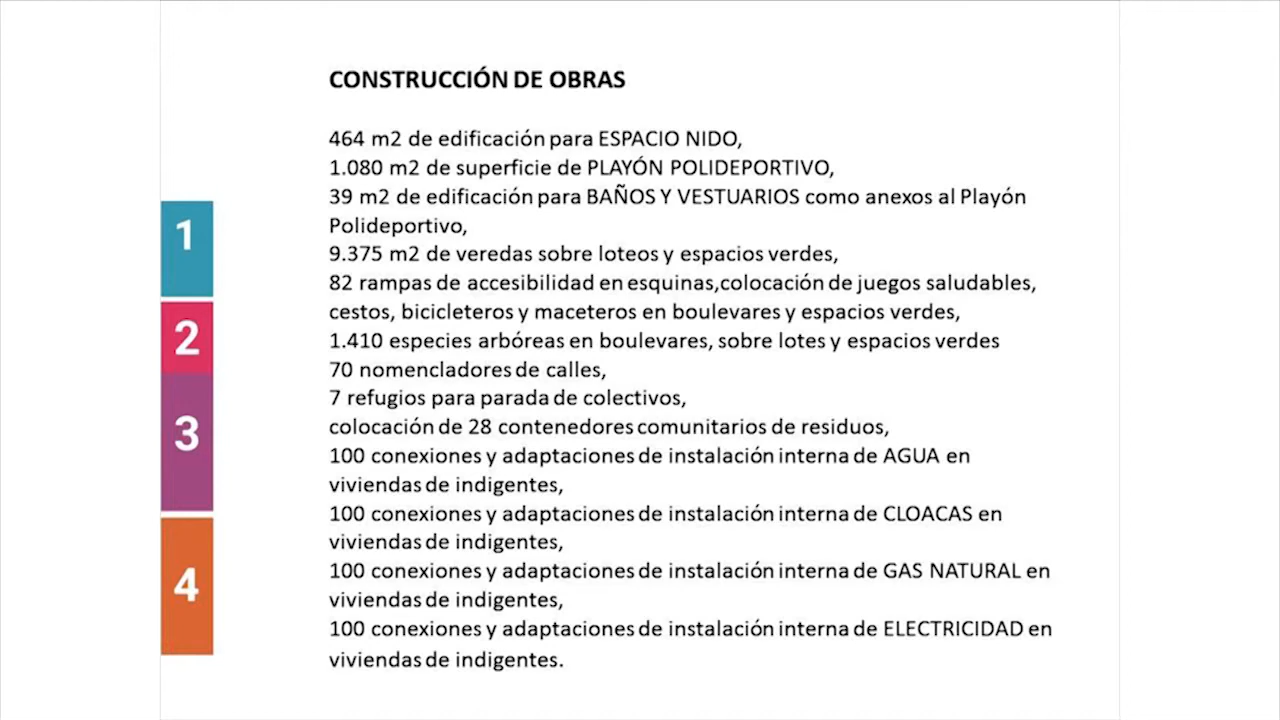 CONSTRUCCIÓN DE OBRAS
464 m2 de edificación para ESPACIO NIDO,
1.080 m2 de superficie de PLAYÓN POLIDEPORTIVO,
39 m2 de edificación para BAÑOS Y VESTUARIOS como anexos al Playón
Polideportivo,
9.375 m2 de veredas sobre loteos y espacios verdes,
82 rampas de accesibilidad en esquinas,colocación de juegos saludables,
cestos, bicicleteros y maceteros en boulevares y espacios verdes,
1.410 especies arbóreas en boulevares, sobre lotes y espacios verdes
70 nomencladores de calles,
7 refugios para parada de colectivos,
colocación de 28 contenedores comunitarios de residuos,
100 conexiones y adaptaciones de instalación interna de AGUA en
viviendas de indigentes,
100 conexiones y adaptaciones de instalación interna de CLOACAS en
viviendas de indigentes,
100 conexiones y adaptaciones de instalación interna de GAS NATURAL en
viviendas de indigentes,
100 conexiones y adaptaciones de instalación interna de ELECTRICIDAD en
viviendas de indigentes.
1
2
3
4